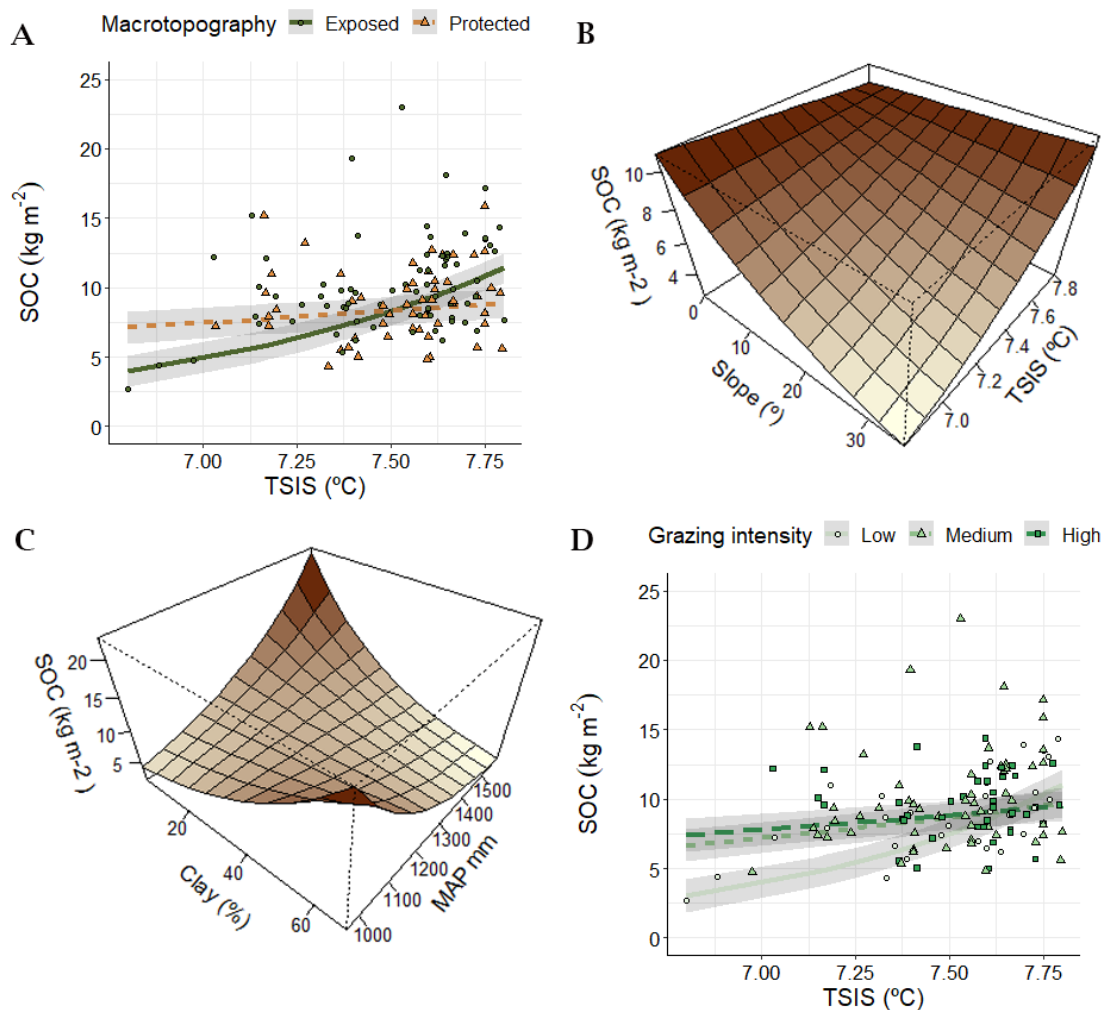 A
Macrotopography Exposed Protected
SOC (kg m⁻²)
25
20
15
10
5
0
7.00 7.25 7.50 7.75
TSIS (ºC)
B
SOC (kg m-2 )
10
8
6
4
0
10
20
30
Slope (º)
7.0
7.2
7.4
7.6
7.8
TSIS (ºC)
C
SOC (kg m-2 )
20
15
10
5
20
40
60
Clay (%)
1000
1100
1200
1300
1400
1500
MAP mm
D
Grazing intensity Low Medium High
SOC (kg m⁻²)
25
20
15
10
5
0
7.00 7.25 7.50 7.75
TSIS (ºC)